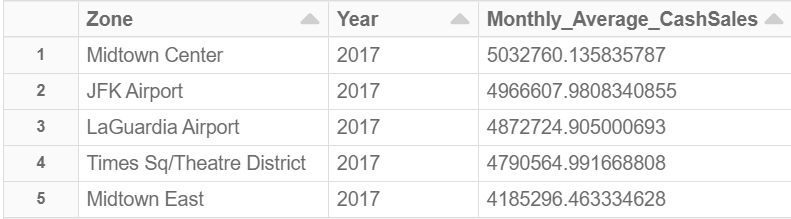 Zone Year Monthly_Average_CashSales
1 Midtown Center 2017 5032760.135835787
2 JFK Airport 2017 4966607.9808340855
3 LaGuardia Airport 2017 4872724.905000693
4 Times Sq/Theatre District 2017 4790564.991668808
5 Midtown East 2017 4185296.463334628